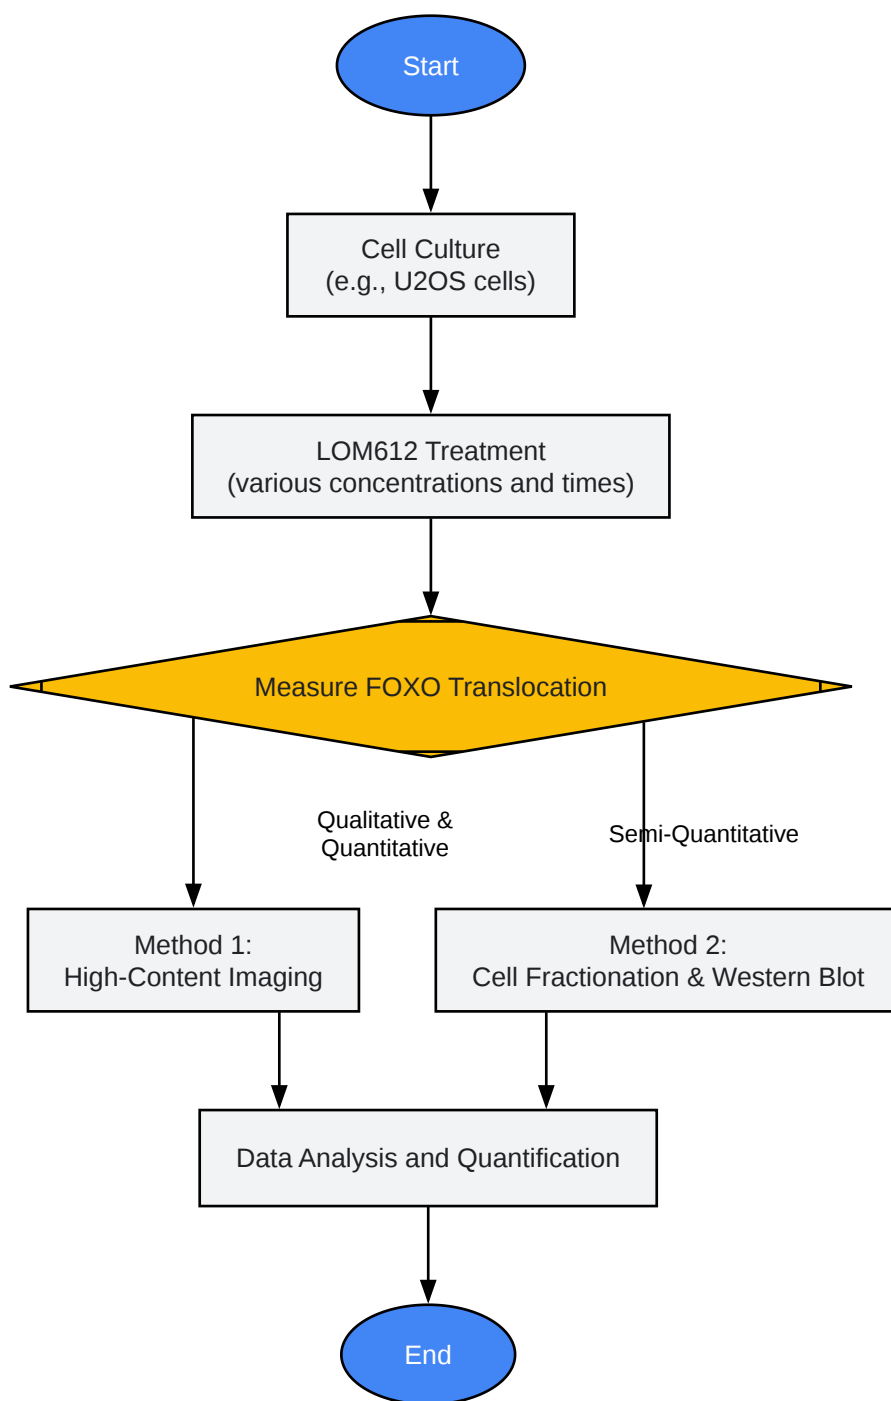 Start
Cell Culture
(e.g., U2OS cells)
LOM612 Treatment
(various concentrations and times)
Measure FOXO Translocation
Qualitative &
Quantitative
Semi-Quantitative
Method 1:
High-Content Imaging
Method 2:
Cell Fractionation & Western Blot
Data Analysis and Quantification
End